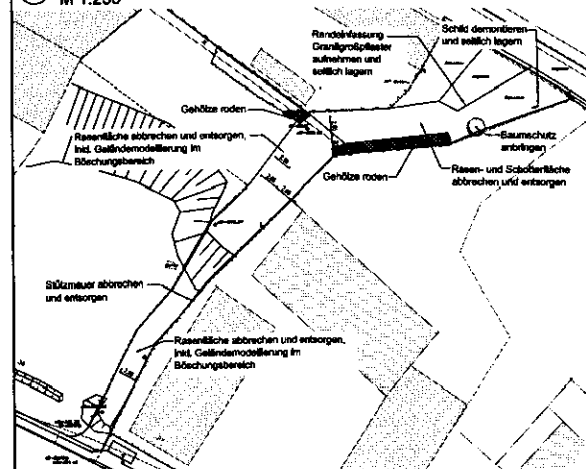 M 1:200
Randeinfassung
Granitgroßpflaster
aufnehmen und
seitlich lagern
Schild demontieren
und seitlich lagern
Gehölze roden
Rasenfläche abbrechen und entsorgen,
inkl. Geländemodellierung im
Böschungsbereich
Baumschutz
anbringen
Gehölze roden
Rasen- und Schotterfläche
abbrechen und entsorgen
Stützmauer abbrechen
und entsorgen
Rasenfläche abbrechen und entsorgen,
inkl. Geländemodellierung im
Böschungsbereich